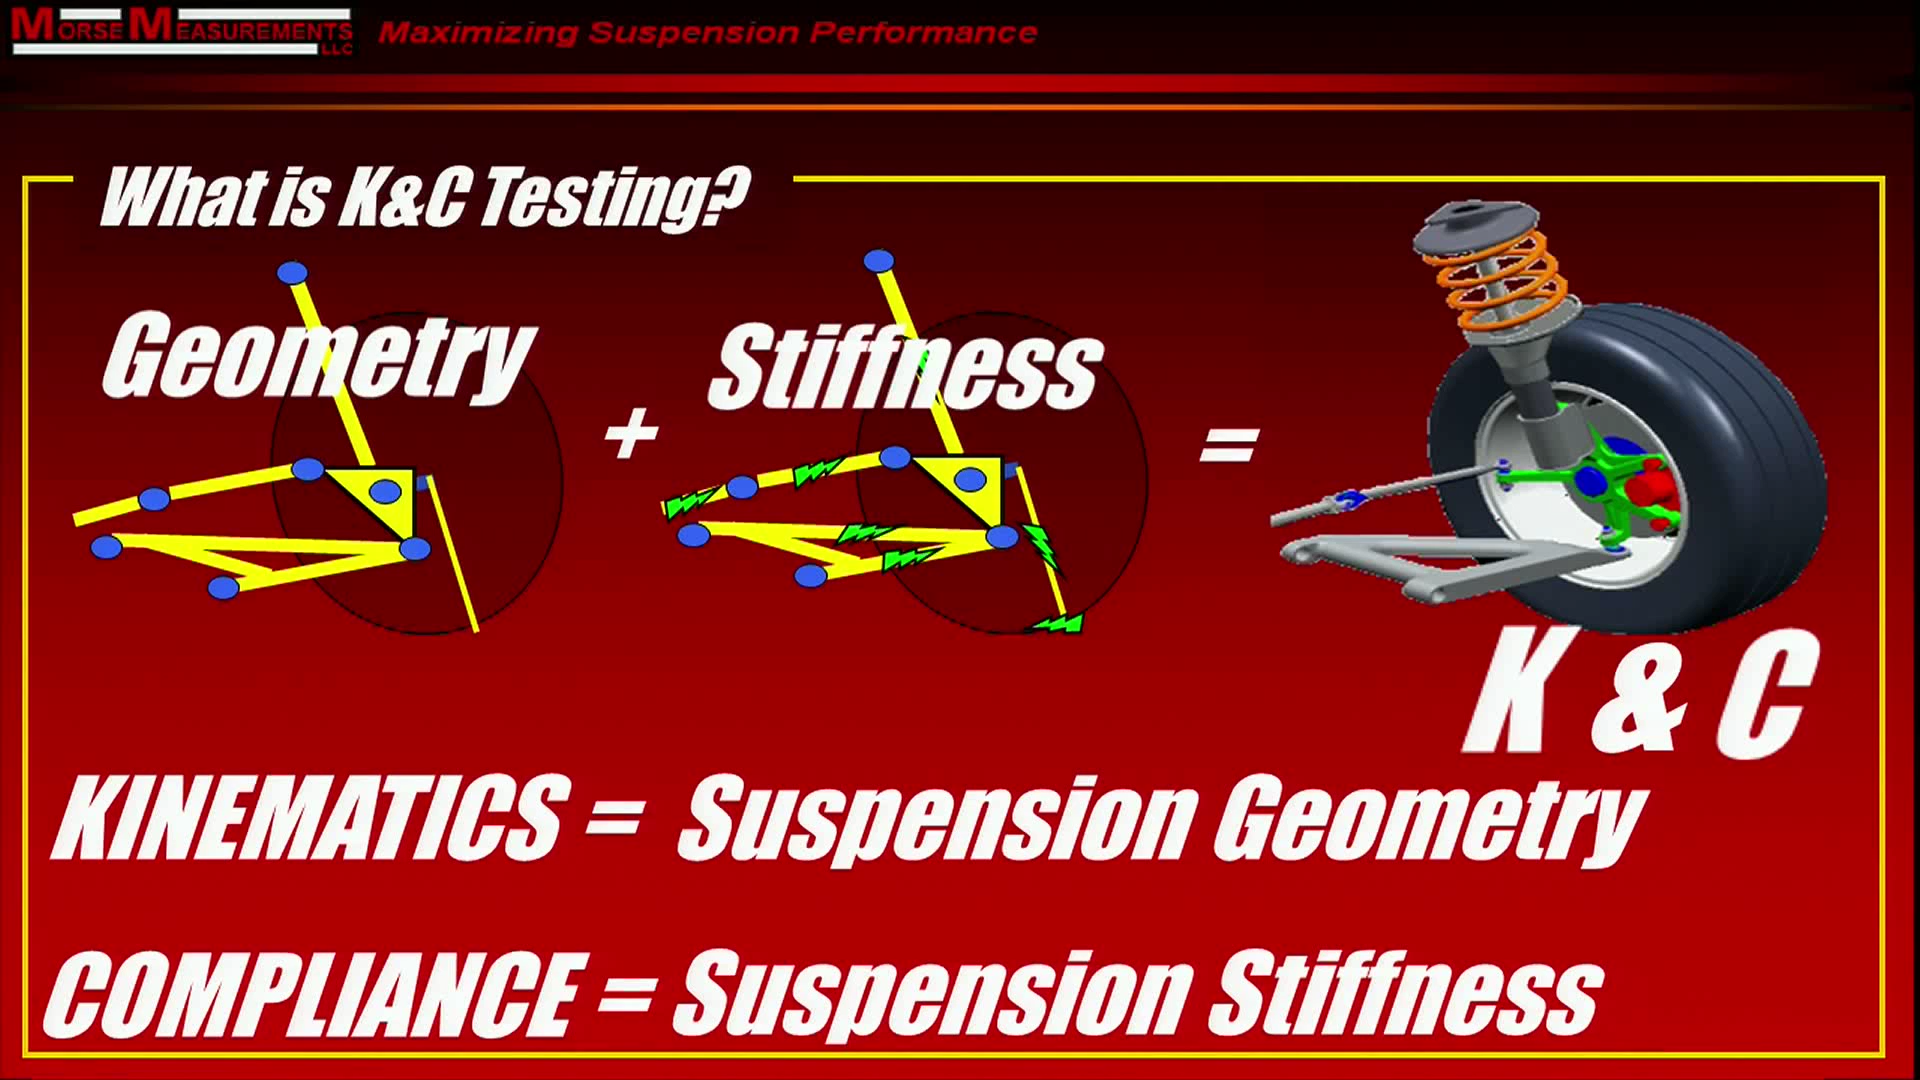 MORSE MEASUREMENTS LLC
Maximizing Suspension Performance
What is K&C Testing?
Geometry + Stiffness =
K & C
KINEMATICS = Suspension Geometry
COMPLIANCE = Suspension Stiffness